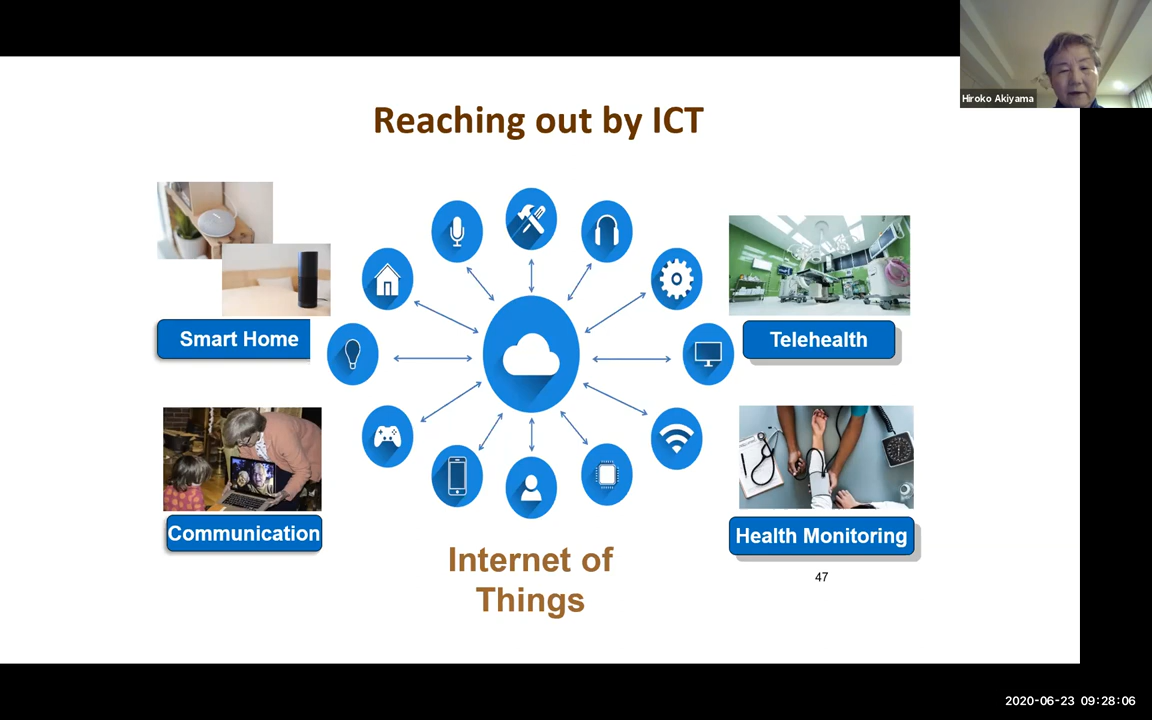 Hiroko Akiyama
Reaching out by ICT
Smart Home
Telehealth
Communication
Health Monitoring
Internet of
Things
47
2020-06-23 09:28:06